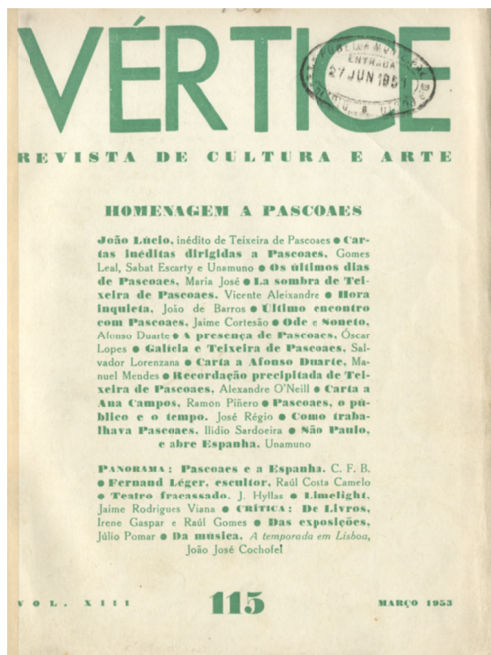 VÉRTICE
ENTRADA
27 JUN 1953
REVISTA DE CULTURA E ARTE
HOMENAGEM A PASCOAES
João Lúcio, inédito de Teixeira de Pascoaes ● Car-
tas inéditas dirigidas a Pascoaes, Gomes
Leal, Sabat Escarty e Unamuno ● Os últimos dias
de Pascoaes, Maria José ● La sombra de Tei-
xeira de Pascoaes, Vicente Aleixandre ● Hora
inquieta, João de Barros ● Último encontro
com Pascoaes, Jaime Cortesão ● Ode e Soneto,
Afonso Duarte ● A presença de Pascoaes, Óscar
Lopes ● Galicia e Teixeira de Pascoaes, Sal-
vador Lorenzana ● Carta a Afonso Duarte, Ma-
nuel Mendes ● Recordação precipitada de Tei-
xeira de Pascoaes, Alexandre O'Neill ● Carta a
Ana Campos, Ramon Piñero ● Pascoaes, o pú-
blico e o tempo, José Régio ● Como traba-
lhava Pascoaes, Ilídio Sardoeira ● São Paulo,
e abre Espanha, Unamuno
PANORAMA: Pascoaes e a Espanha, C. F. B.
● Fernand Léger, escultor, Raúl Costa Camelo
● Teatro fracassado, J. Hyllas ● Limelight,
Jaime Rodrigues Viana ● CRÍTICA: De Livros,
Irene Gaspar e Raúl Gomes ● Das exposições,
Júlio Pomar ● Da música, A temporada em Lisboa,
João José Cochofel
VOL. XIII 115 MARÇO 1953